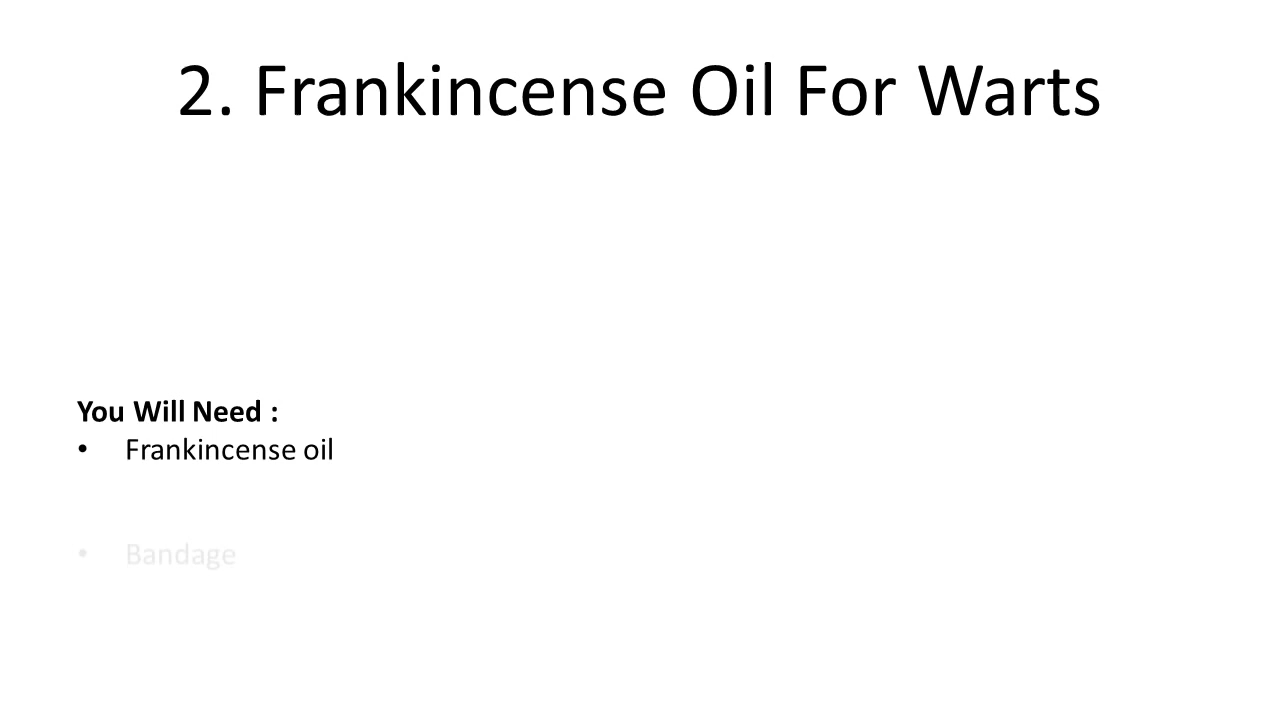 2. Frankincense Oil For Warts
You Will Need :
• Frankincense oil
• Bandage